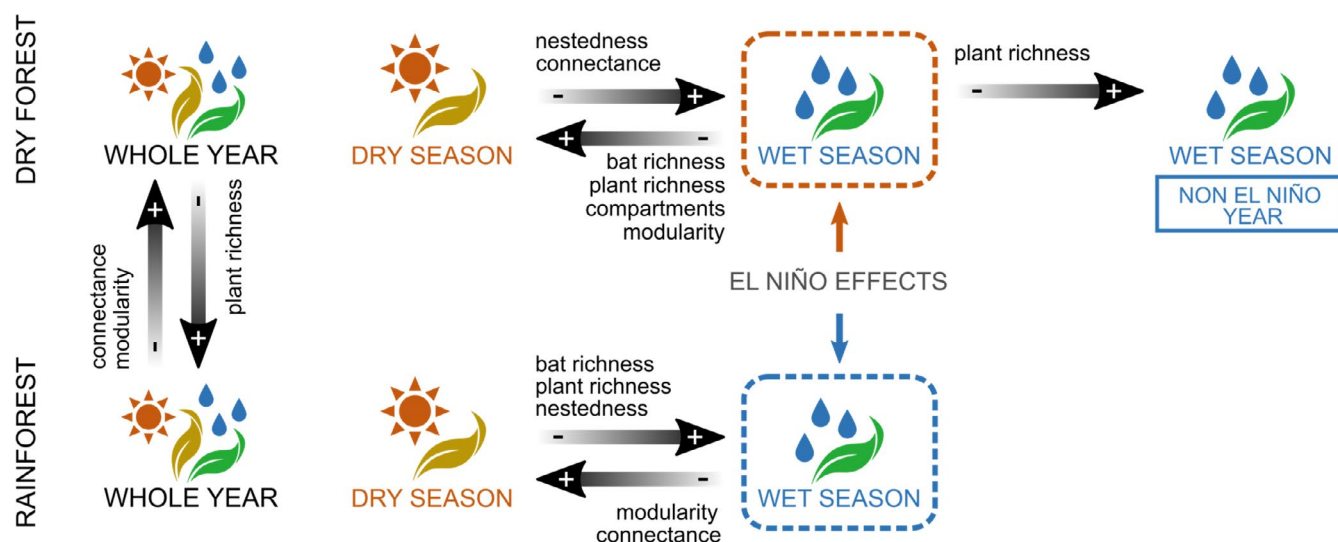 DRY FOREST
WHOLE YEAR
DRY SEASON
nestedness
connectance
-
+
+
-
bat richness
plant richness
compartments
modularity
WET SEASON
plant richness
-
+
WET SEASON
NON EL NIÑO
YEAR
connectance
modularity
+
-
-
+
plant richness
EL NIÑO EFFECTS
RAINFOREST
WHOLE YEAR
DRY SEASON
bat richness
plant richness
nestedness
-
+
+
-
modularity
connectance
WET SEASON